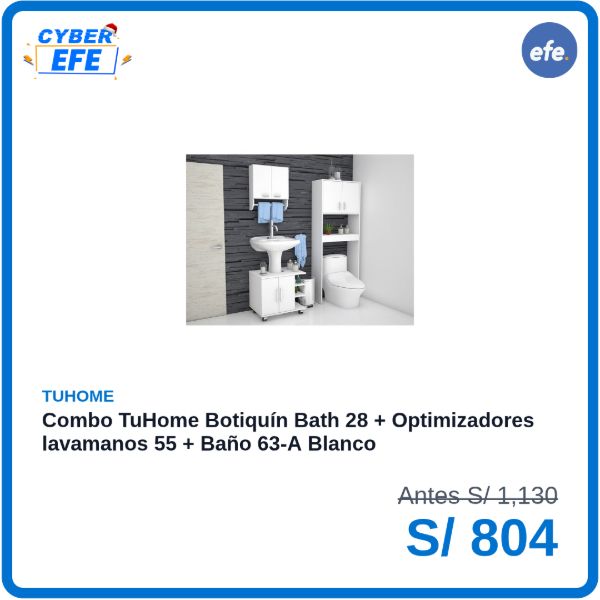 CYBER
EFE
efe.
TUHOME
Combo TuHome Botiquín Bath 28 + Optimizadores
lavamanos 55 + Baño 63-A Blanco
Antes S/ 1,130
S/ 804